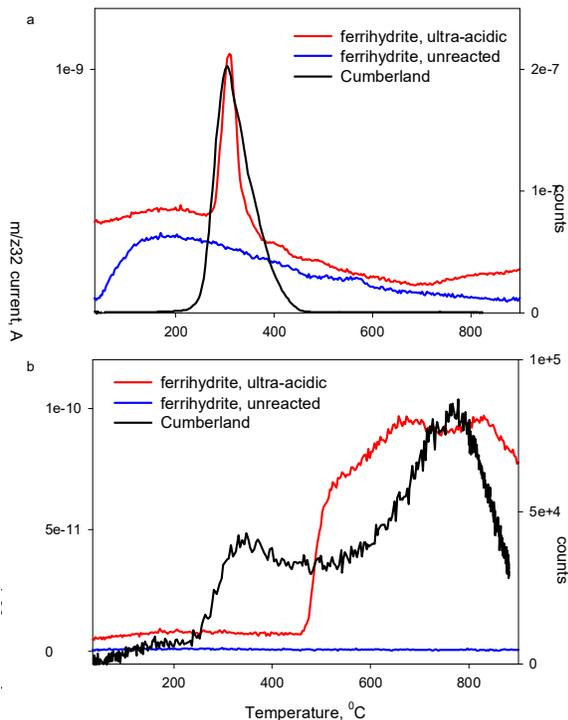 a
ferrihydrite, ultra-acidic
ferrihydrite, unreacted
Cumberland
1e-9
2e-7
1e-7
0
counts
200
400
600
800
m/z32 current, A
b
ferrihydrite, ultra-acidic
ferrihydrite, unreacted
Cumberland
1e-10
5e-11
0
1e+5
5e+4
0
counts
200
400
600
800
Temperature, ⁰C